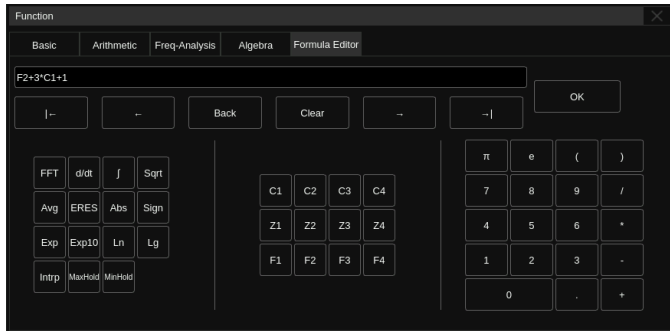 Function
Basic Arithmetic Freq-Analysis Algebra Formula Editor
F2+3*C1+1
OK
|← ← Back Clear → →|
π e ( )
FFT d/dt ∫ Sqrt
C1 C2 C3 C4
7 8 9 /
Avg ERES Abs Sign
Z1 Z2 Z3 Z4
4 5 6 *
Exp Exp10 Ln Lg
F1 F2 F3 F4
1 2 3 -
Intrp MaxHold MinHold
0 . +